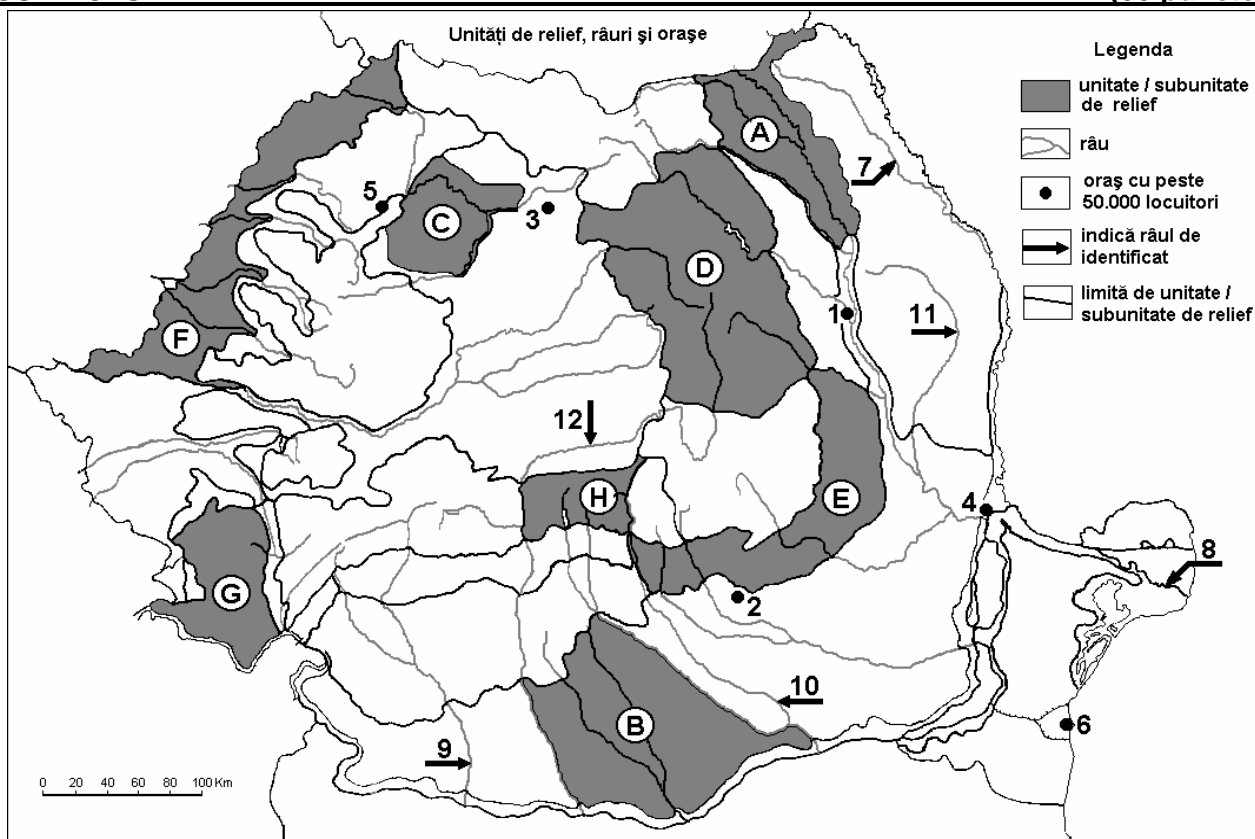 Unităţi de relief, râuri şi oraşe
Legenda
unitate / subunitate
de relief
râu
oraş cu peste
50.000 locuitori
indică râul de
identificat
limită de unitate /
subunitate de relief
A
7
5
C
3
D
1
11
F
12
H
E
4
8
G
2
10
B
6
9
0 20 40 60 80 100 Km